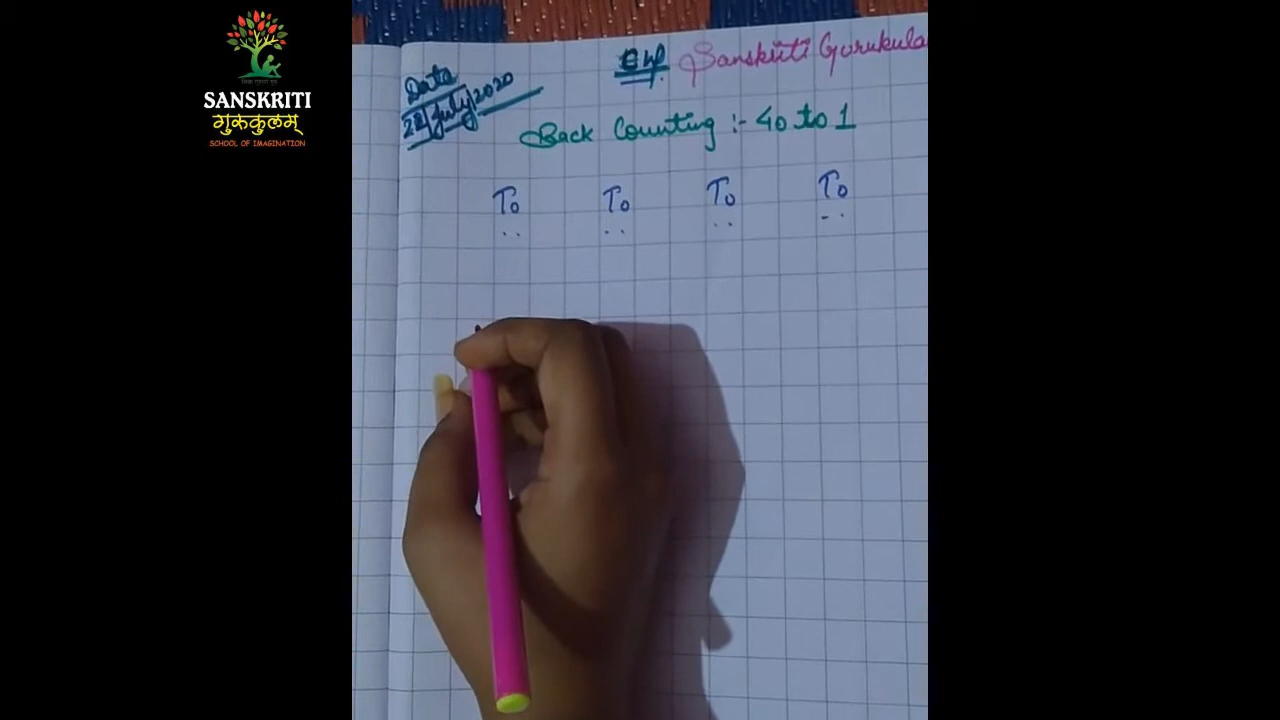 SANSKRITI
गुरुकुलम्
SCHOOL OF IMAGINATION
Date
22/July/2020
C.W. Sanskriti Gurukula
Back Counting :- 40 to 1
To To To To